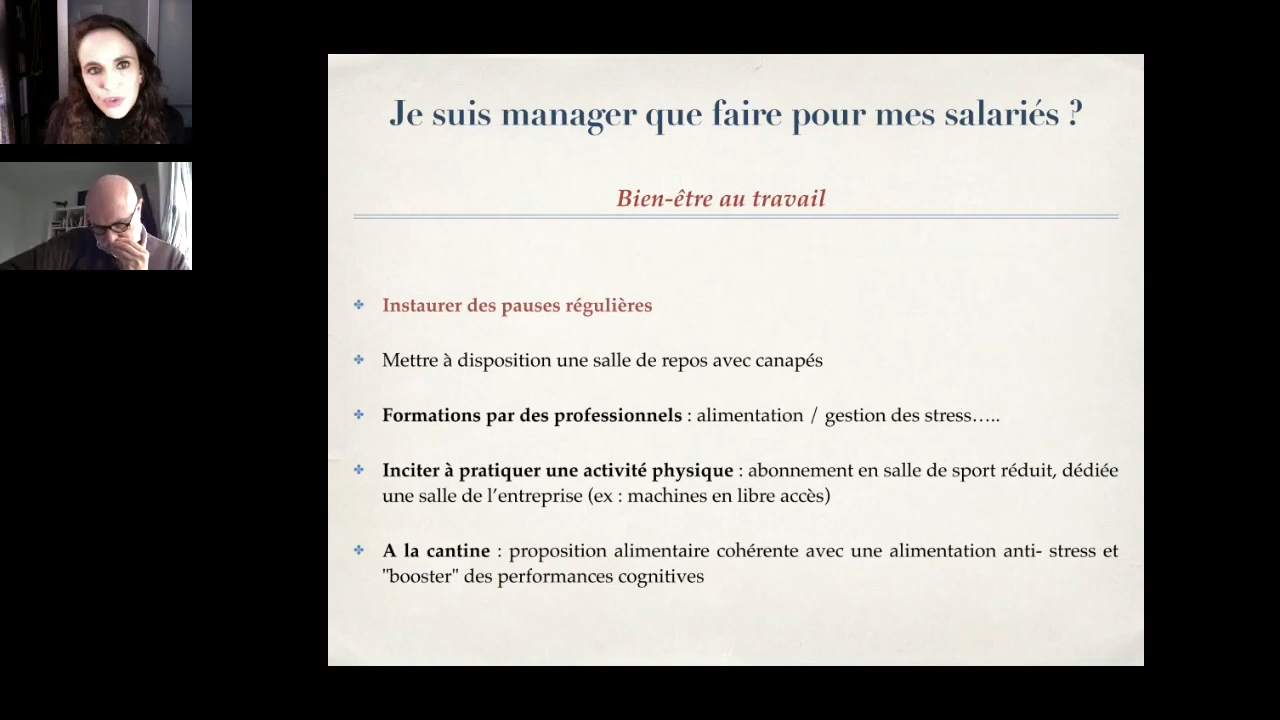 Je suis manager que faire pour mes salariés ?
Bien-être au travail
Instaurer des pauses régulières
Mettre à disposition une salle de repos avec canapés
Formations par des professionnels : alimentation / gestion des stress…..
Inciter à pratiquer une activité physique : abonnement en salle de sport réduit, dédiée
une salle de l’entreprise (ex : machines en libre accès)
A la cantine : proposition alimentaire cohérente avec une alimentation anti- stress et
"booster" des performances cognitives